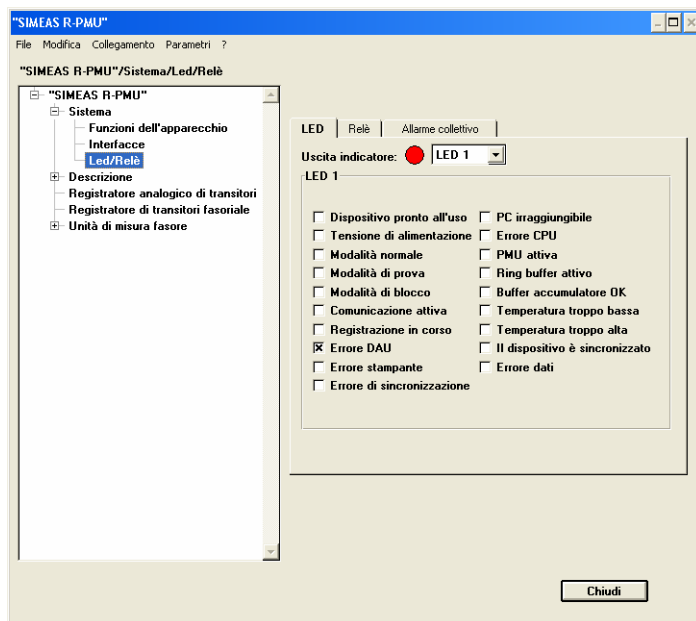 "SIMEAS R-PMU"
File Modifica Collegamento Parametri ?
"SIMEAS R-PMU"/Sistema/Led/Relè
"SIMEAS R-PMU"
Sistema
Funzioni dell'apparecchio
Interfacce
Led/Relè
Descrizione
Registratore analogico di transitori
Registratore di transitori fasoriale
Unità di misura fasore
LED Relè Allarme collettivo
Uscita indicatore: LED 1
LED 1
Dispositivo pronto all'uso PC irraggiungibile
Tensione di alimentazione Errore CPU
Modalità normale PMU attiva
Modalità di prova Ring buffer attivo
Modalità di blocco Buffer accumulatore OK
Comunicazione attiva Temperatura troppo bassa
Registrazione in corso Temperatura troppo alta
Errore DAU Il dispositivo è sincronizzato
Errore stampante Errore dati
Errore di sincronizzazione
Chiudi